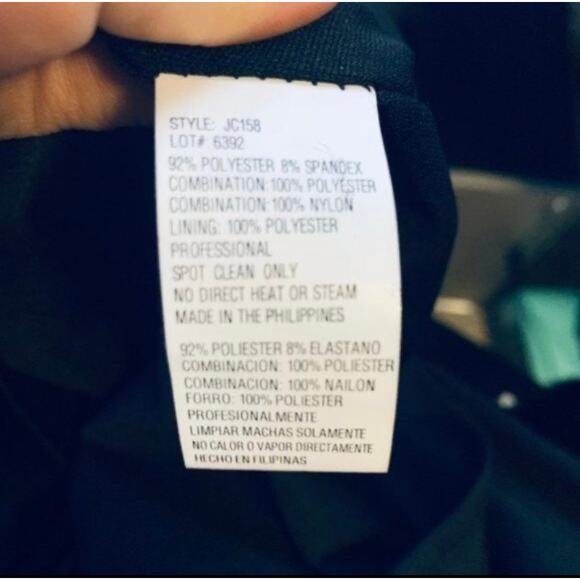 STYLE: JC158
LOT#: 6392
92% POLYESTER 8% SPANDEX
COMBINATION: 100% POLYESTER
COMBINATION: 100% NYLON
LINING: 100% POLYESTER
PROFESSIONAL
SPOT CLEAN ONLY
NO DIRECT HEAT OR STEAM
MADE IN THE PHILIPPINES
92% POLIESTER 8% ELASTANO
COMBINACION: 100% POLIESTER
COMBINACION: 100% NAILON
FORRO: 100% POLIESTER
PROFESIONALMENTE
LIMPIAR MACHAS SOLAMENTE
NO CALOR O VAPOR DIRECTAMENTE
HECHO EN FILIPINAS